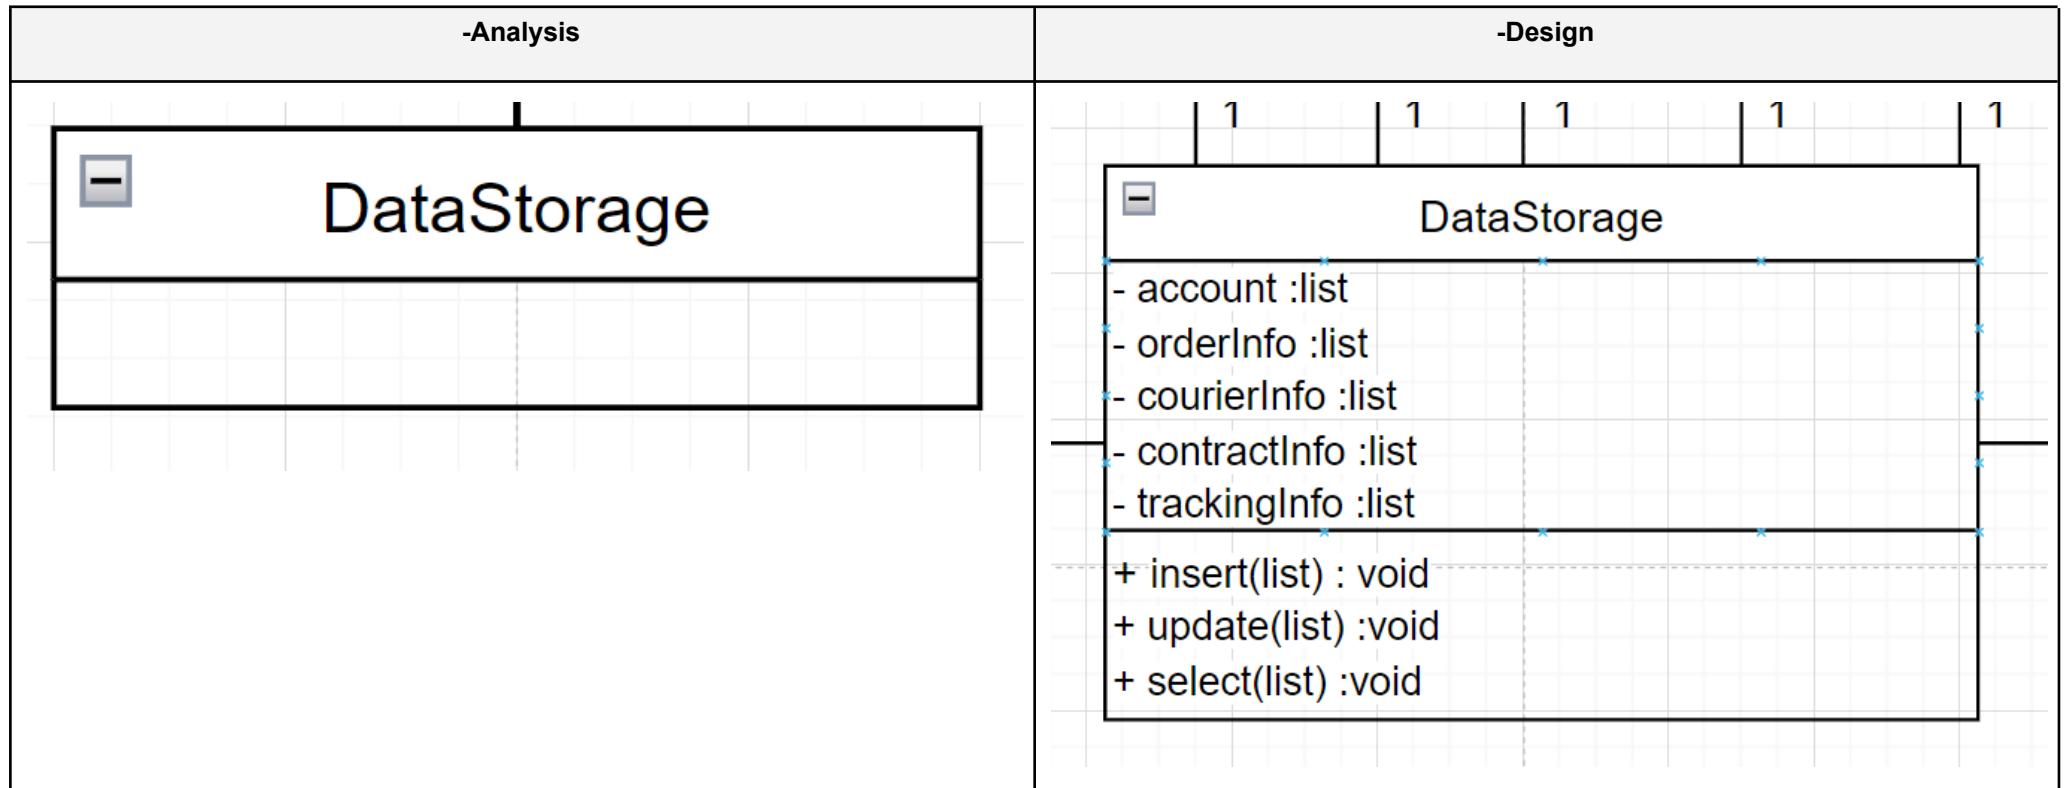 -Analysis
-Design
DataStorage
1 1 1 1 1
DataStorage
- account :list
- orderInfo :list
- courierInfo :list
- contractInfo :list
- trackingInfo :list
+ insert(list) : void
+ update(list) :void
+ select(list) :void